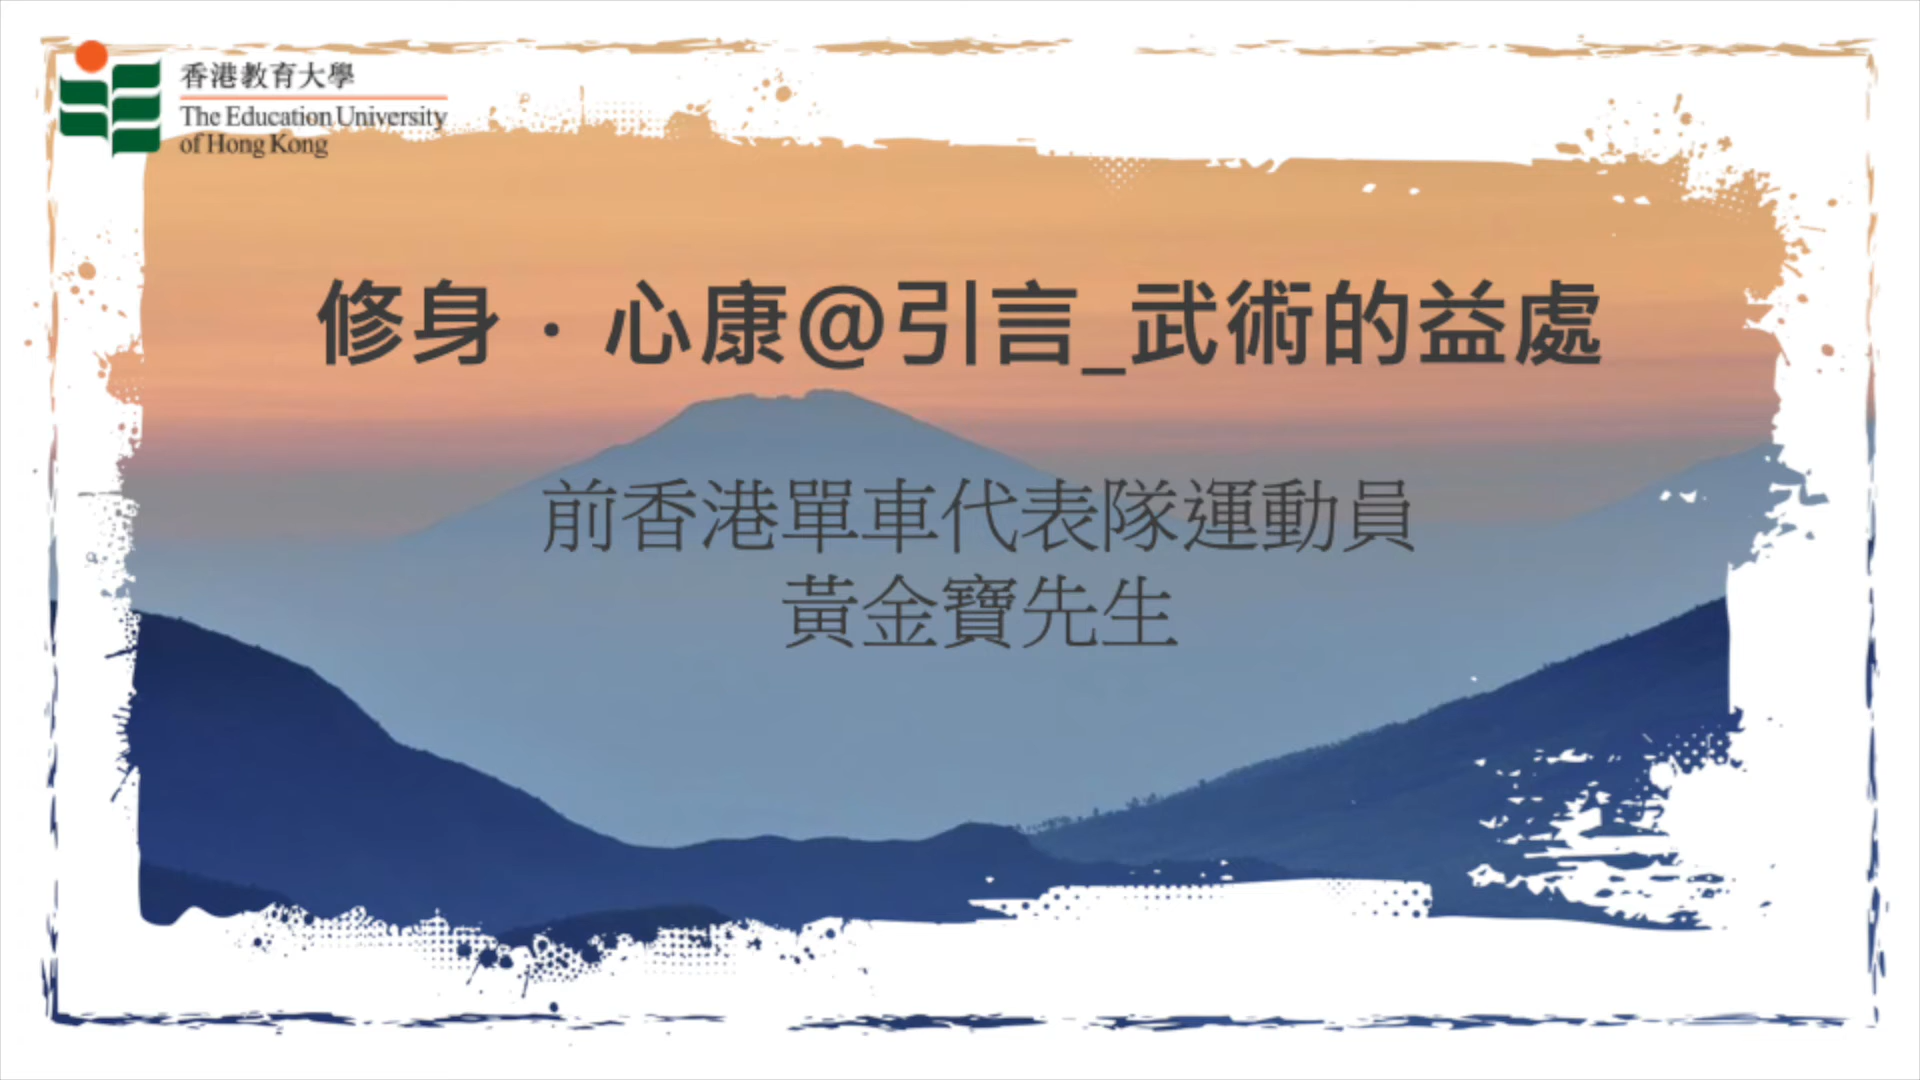 香港教育大學
The Education University
of Hong Kong
修身·心康@引言_武術的益處
前香港單車代表隊運動員
黃金寶先生